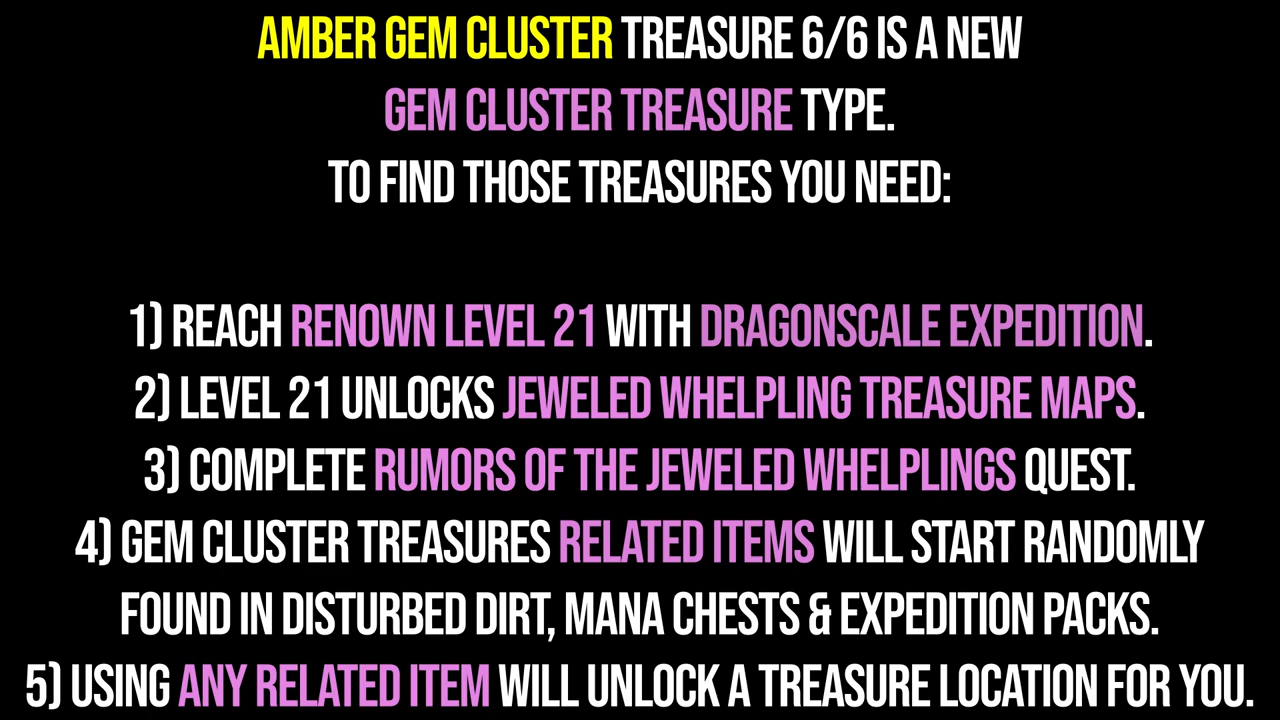 AMBER GEM CLUSTER TREASURE 6/6 IS A NEW
GEM CLUSTER TREASURE TYPE.
TO FIND THOSE TREASURES YOU NEED:
1) REACH RENOWN LEVEL 21 WITH DRAGONSCALE EXPEDITION.
2) LEVEL 21 UNLOCKS JEWELED WHELPLING TREASURE MAPS.
3) COMPLETE RUMORS OF THE JEWELED WHELPLINGS QUEST.
4) GEM CLUSTER TREASURES RELATED ITEMS WILL START RANDOMLY
FOUND IN DISTURBED DIRT, MANA CHESTS & EXPEDITION PACKS.
5) USING ANY RELATED ITEM WILL UNLOCK A TREASURE LOCATION FOR YOU.